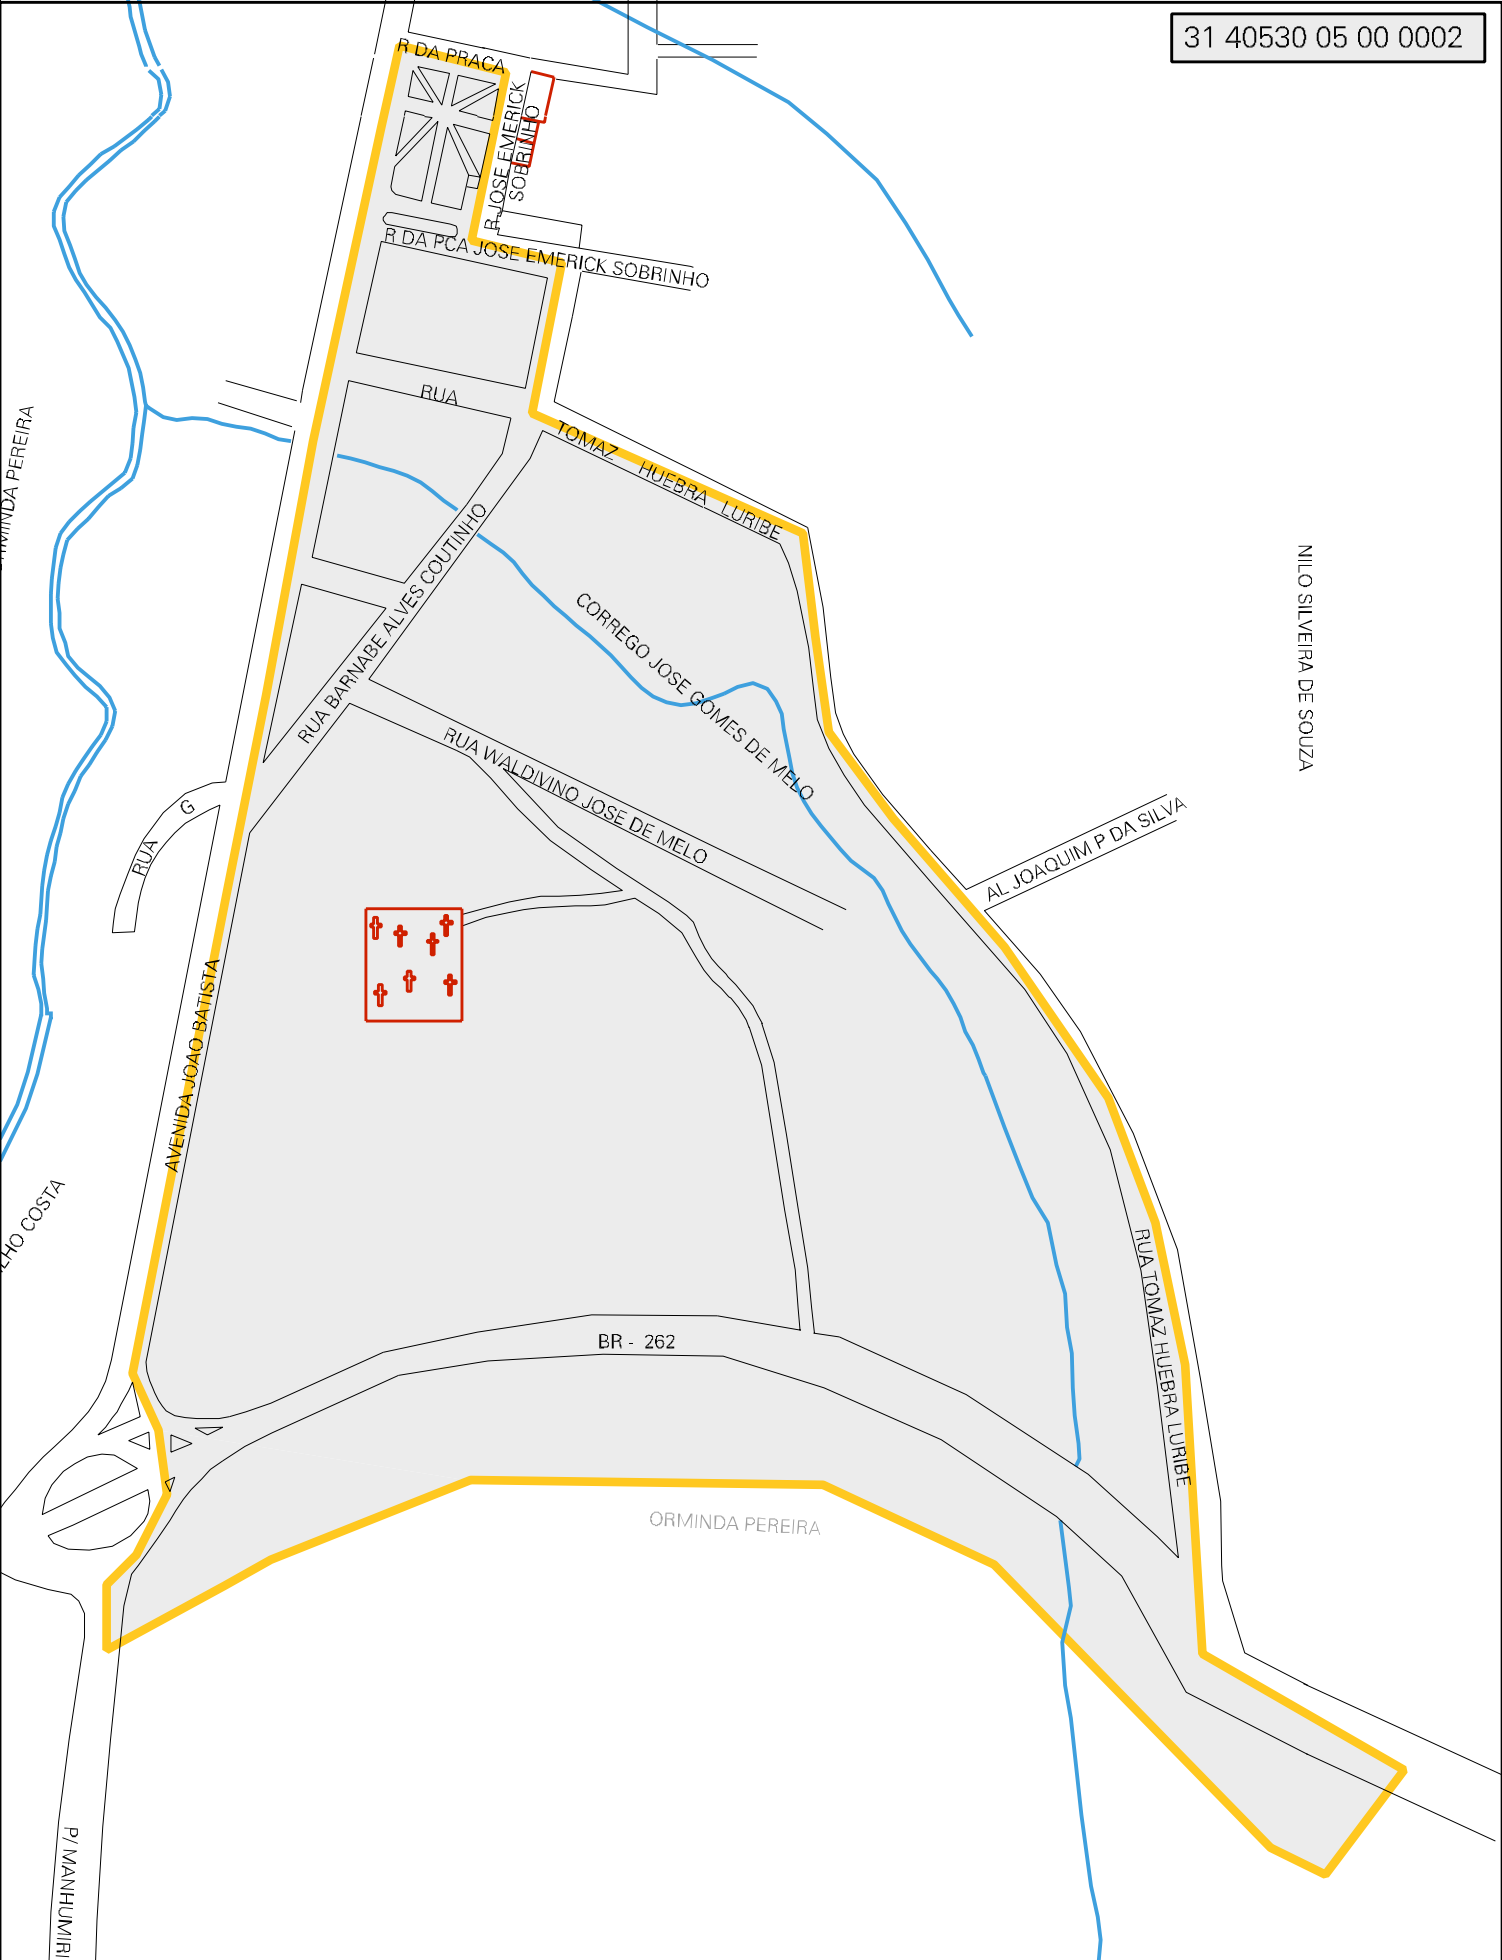 31 40530 05 00 0002
R DA PRACA
R JOSE EMERICK
SOBRINHO
R DA PCA JOSE EMERICK SOBRINHO
RUA
TOMAZ HUEBRA LURIBE
PEREIRA
RUA BARNABE ALVES COUTINHO
CORREGO JOSE GOMES DE MELO
NILO SILVEIRA DE SOUZA
RUA WALDIVINO JOSE DE MELO
RUA G
AL JOAQUIM P DA SILVA
AVENIDA JOAO BATISTA
COSTA
RUA TOMAZ HUEBRA LURIBE
BR - 262
ORMINDA PEREIRA
P/ MANHUMIRI